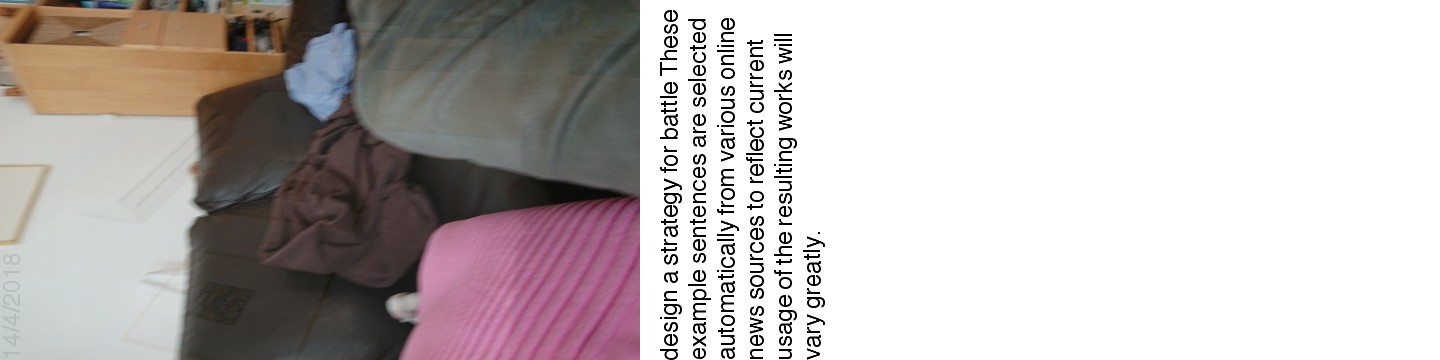 14/4/2018
design a strategy for battle These
example sentences are selected
automatically from various online
news sources to reflect current
usage of the resulting works will
vary greatly.